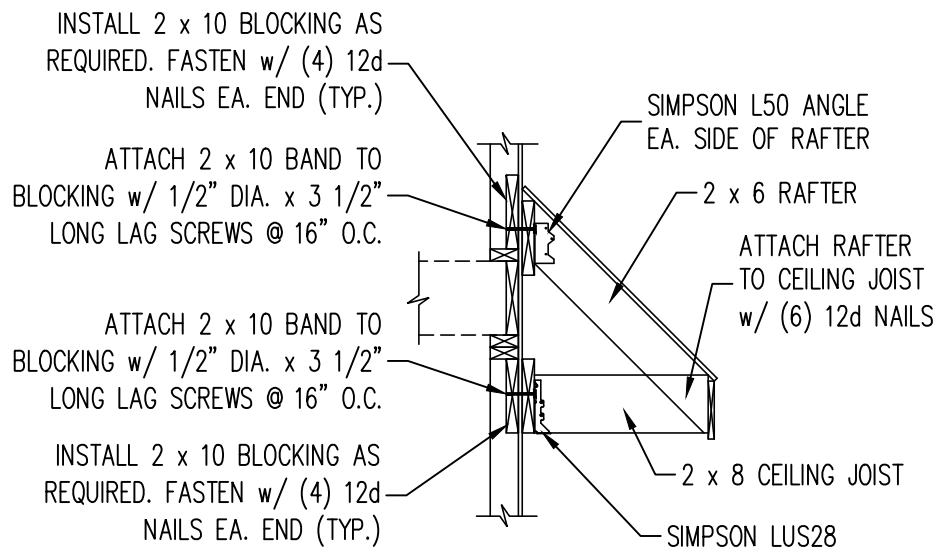 INSTALL 2 x 10 BLOCKING AS
REQUIRED. FASTEN w/ (4) 12d
NAILS EA. END (TYP.)
ATTACH 2 x 10 BAND TO
BLOCKING w/ 1/2" DIA. x 3 1/2"
LONG LAG SCREWS @ 16" O.C.
ATTACH 2 x 10 BAND TO
BLOCKING w/ 1/2" DIA. x 3 1/2"
LONG LAG SCREWS @ 16" O.C.
INSTALL 2 x 10 BLOCKING AS
REQUIRED. FASTEN w/ (4) 12d
NAILS EA. END (TYP.)
SIMPSON L50 ANGLE
EA. SIDE OF RAFTER
2 x 6 RAFTER
ATTACH RAFTER
TO CEILING JOIST
w/ (6) 12d NAILS
2 x 8 CEILING JOIST
SIMPSON LUS28